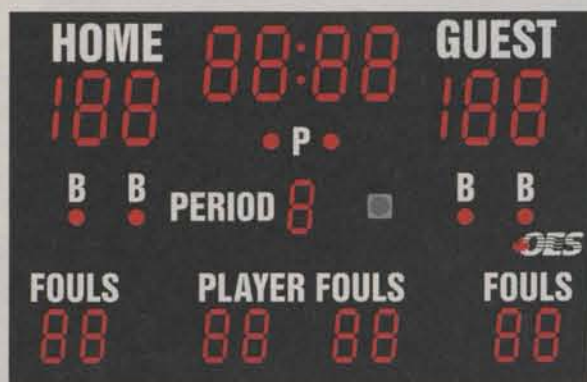 HOME 88:88 GUEST
188 188
P
B B PERIOD 8 B B
OES
FOULS PLAYER FOULS FOULS
88 88 88 88